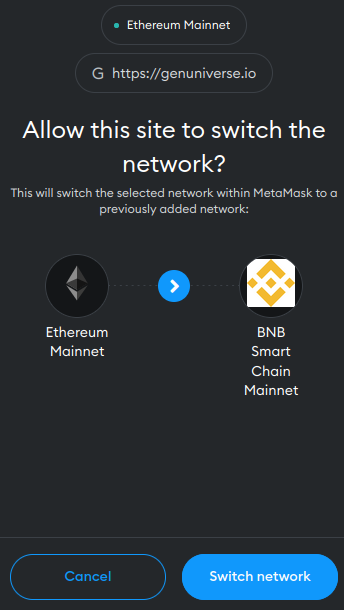 Ethereum Mainnet
G https://genuniverse.io
Allow this site to switch the
network?
This will switch the selected network within MetaMask to a
previously added network:
Ethereum
Mainnet
BNB
Smart
Chain
Mainnet
Cancel
Switch network